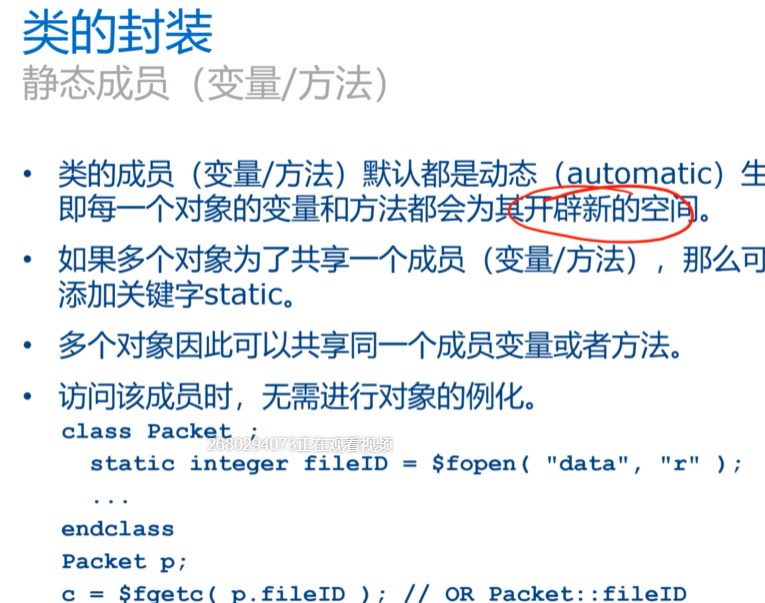 类的封装
静态成员（变量/方法）
• 类的成员（变量/方法）默认都是动态（automatic）生
即每一个对象的变量和方法都会为其开辟新的空间。
• 如果多个对象为了共享一个成员（变量/方法），那么可
添加关键字static。
• 多个对象因此可以共享同一个成员变量或者方法。
• 访问该成员时，无需进行对象的例化。
class Packet ;
2680294073正在观看视频
static integer fileID = $fopen( "data", "r" );
...
endclass
Packet p;
c = $fgetc( p.fileID ); // OR Packet::fileID